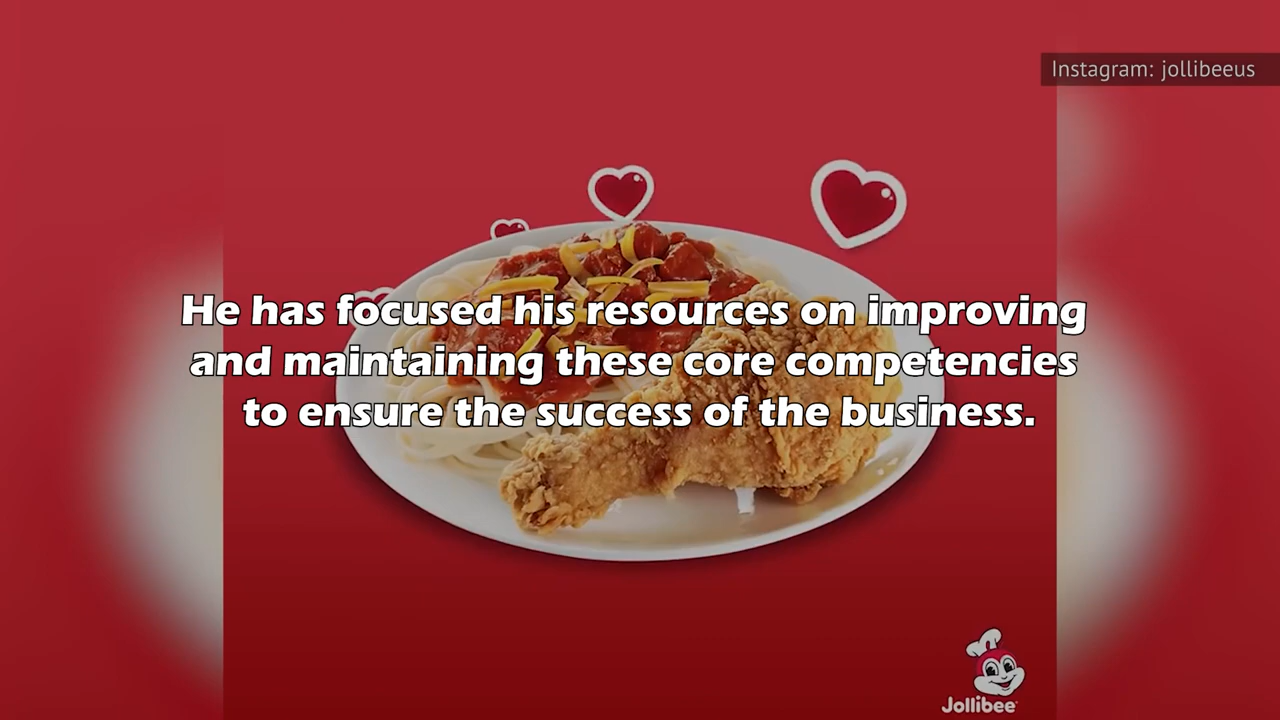 Instagram: jollibeeus
He has focused his resources on improving
and maintaining these core competencies
to ensure the success of the business.
Jollibee